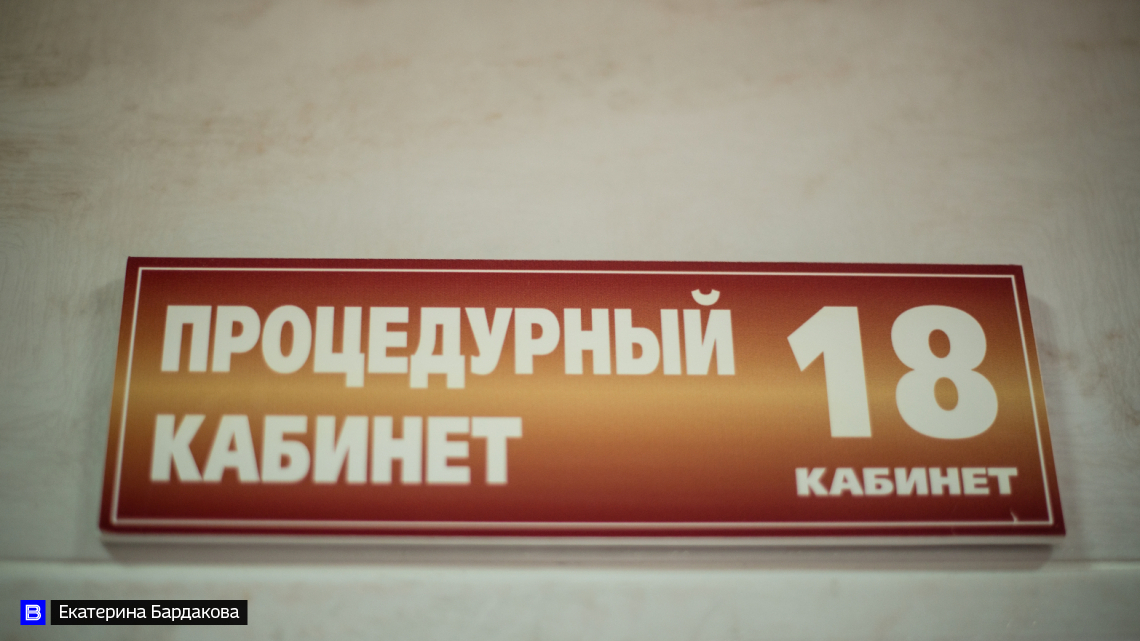 ПРОЦЕДУРНЫЙ
КАБИНЕТ
18
КАБИНЕТ
В Екатерина Бардакова